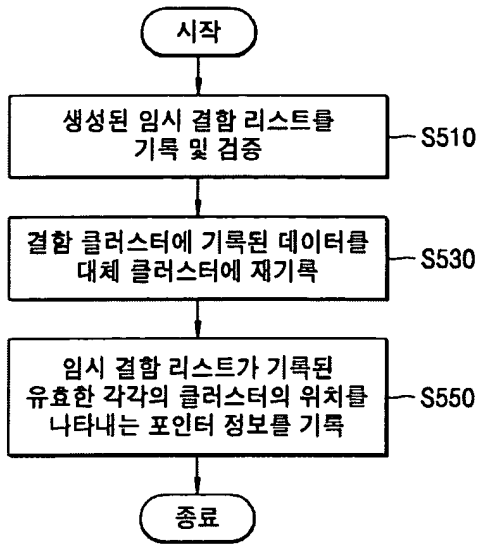 시작
생성된 임시 결함 리스트를
기록 및 검증
S510
결함 클러스터에 기록된 데이터를
대체 클러스터에 재기록
S530
임시 결함 리스트가 기록된
유효한 각각의 클러스터의 위치를
나타내는 포인터 정보를 기록
S550
종료